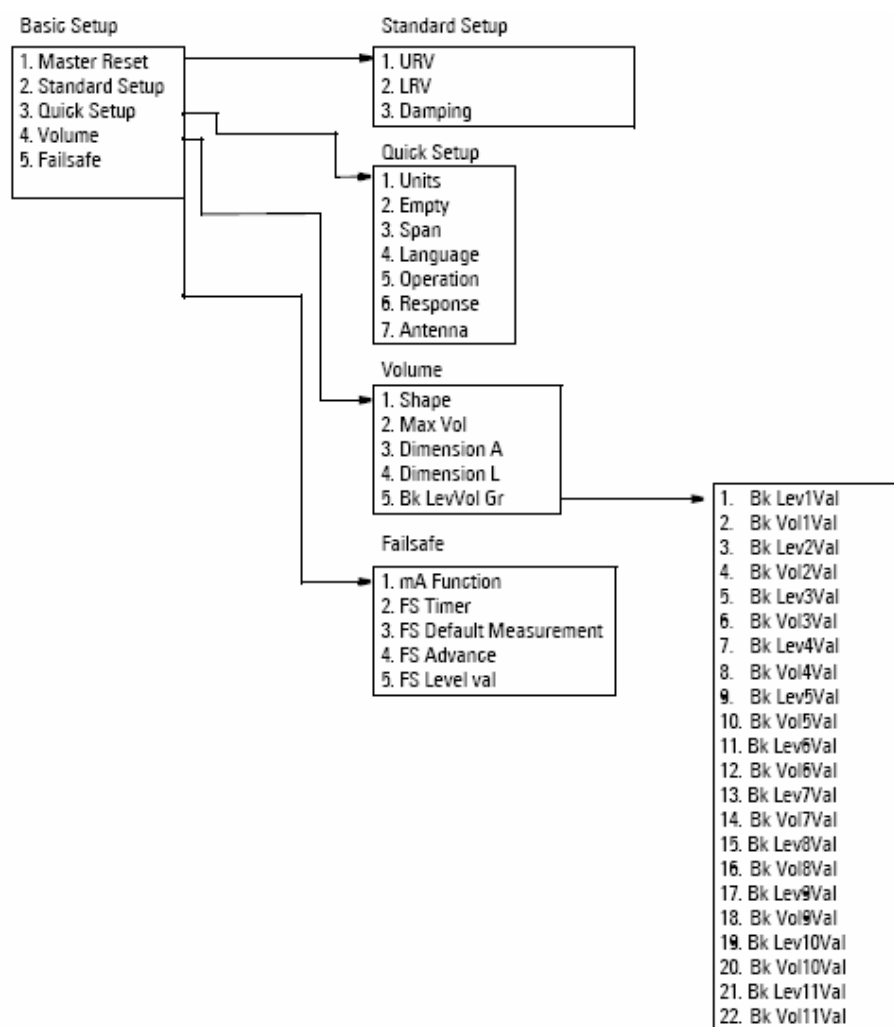 Basic Setup
1. Master Reset
2. Standard Setup
3. Quick Setup
4. Volume
5. Failsafe
Standard Setup
1. URV
2. LRV
3. Damping
Quick Setup
1. Units
2. Empty
3. Span
4. Language
5. Operation
6. Response
7. Antenna
Volume
1. Shape
2. Max Vol
3. Dimension A
4. Dimension L
5. Bk LevVol Gr
1. Bk Lev1Val
2. Bk Vol1Val
3. Bk Lev2Val
4. Bk Vol2Val
5. Bk Lev3Val
6. Bk Vol3Val
7. Bk Lev4Val
8. Bk Vol4Val
9. Bk Lev5Val
10. Bk Vol5Val
11. Bk Lev6Val
12. Bk Vol6Val
13. Bk Lev7Val
14. Bk Vol7Val
15. Bk Lev8Val
16. Bk Vol8Val
17. Bk Lev9Val
18. Bk Vol9Val
19. Bk Lev10Val
20. Bk Vol10Val
21. Bk Lev11Val
22. Bk Vol11Val
Failsafe
1. mA Function
2. FS Timer
3. FS Default Measurement
4. FS Advance
5. FS Level val